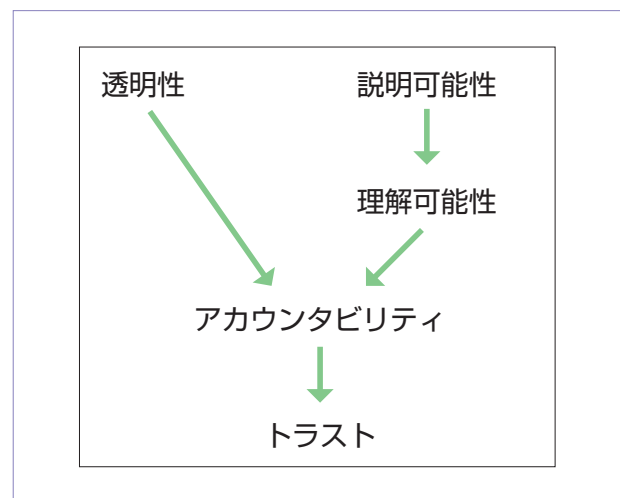 透明性
説明可能性
理解可能性
アカウンタビリティ
トラスト